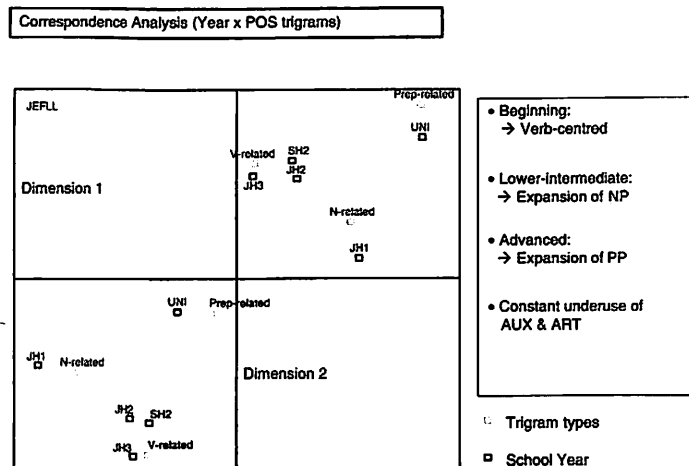 Correspondence Analysis (Year x POS trigrams)
JEFLL
Prep-related
UNI
V-related
SH2
JH2
JH3
Dimension 1
N-related
JH1
UNI
Prep-related
JH1
N-related
Dimension 2
JH2
SH2
JH3
V-related
• Beginning:
→ Verb-centred
• Lower-intermediate:
→ Expansion of NP
• Advanced:
→ Expansion of PP
• Constant underuse of
AUX & ART
Trigram types
School Year